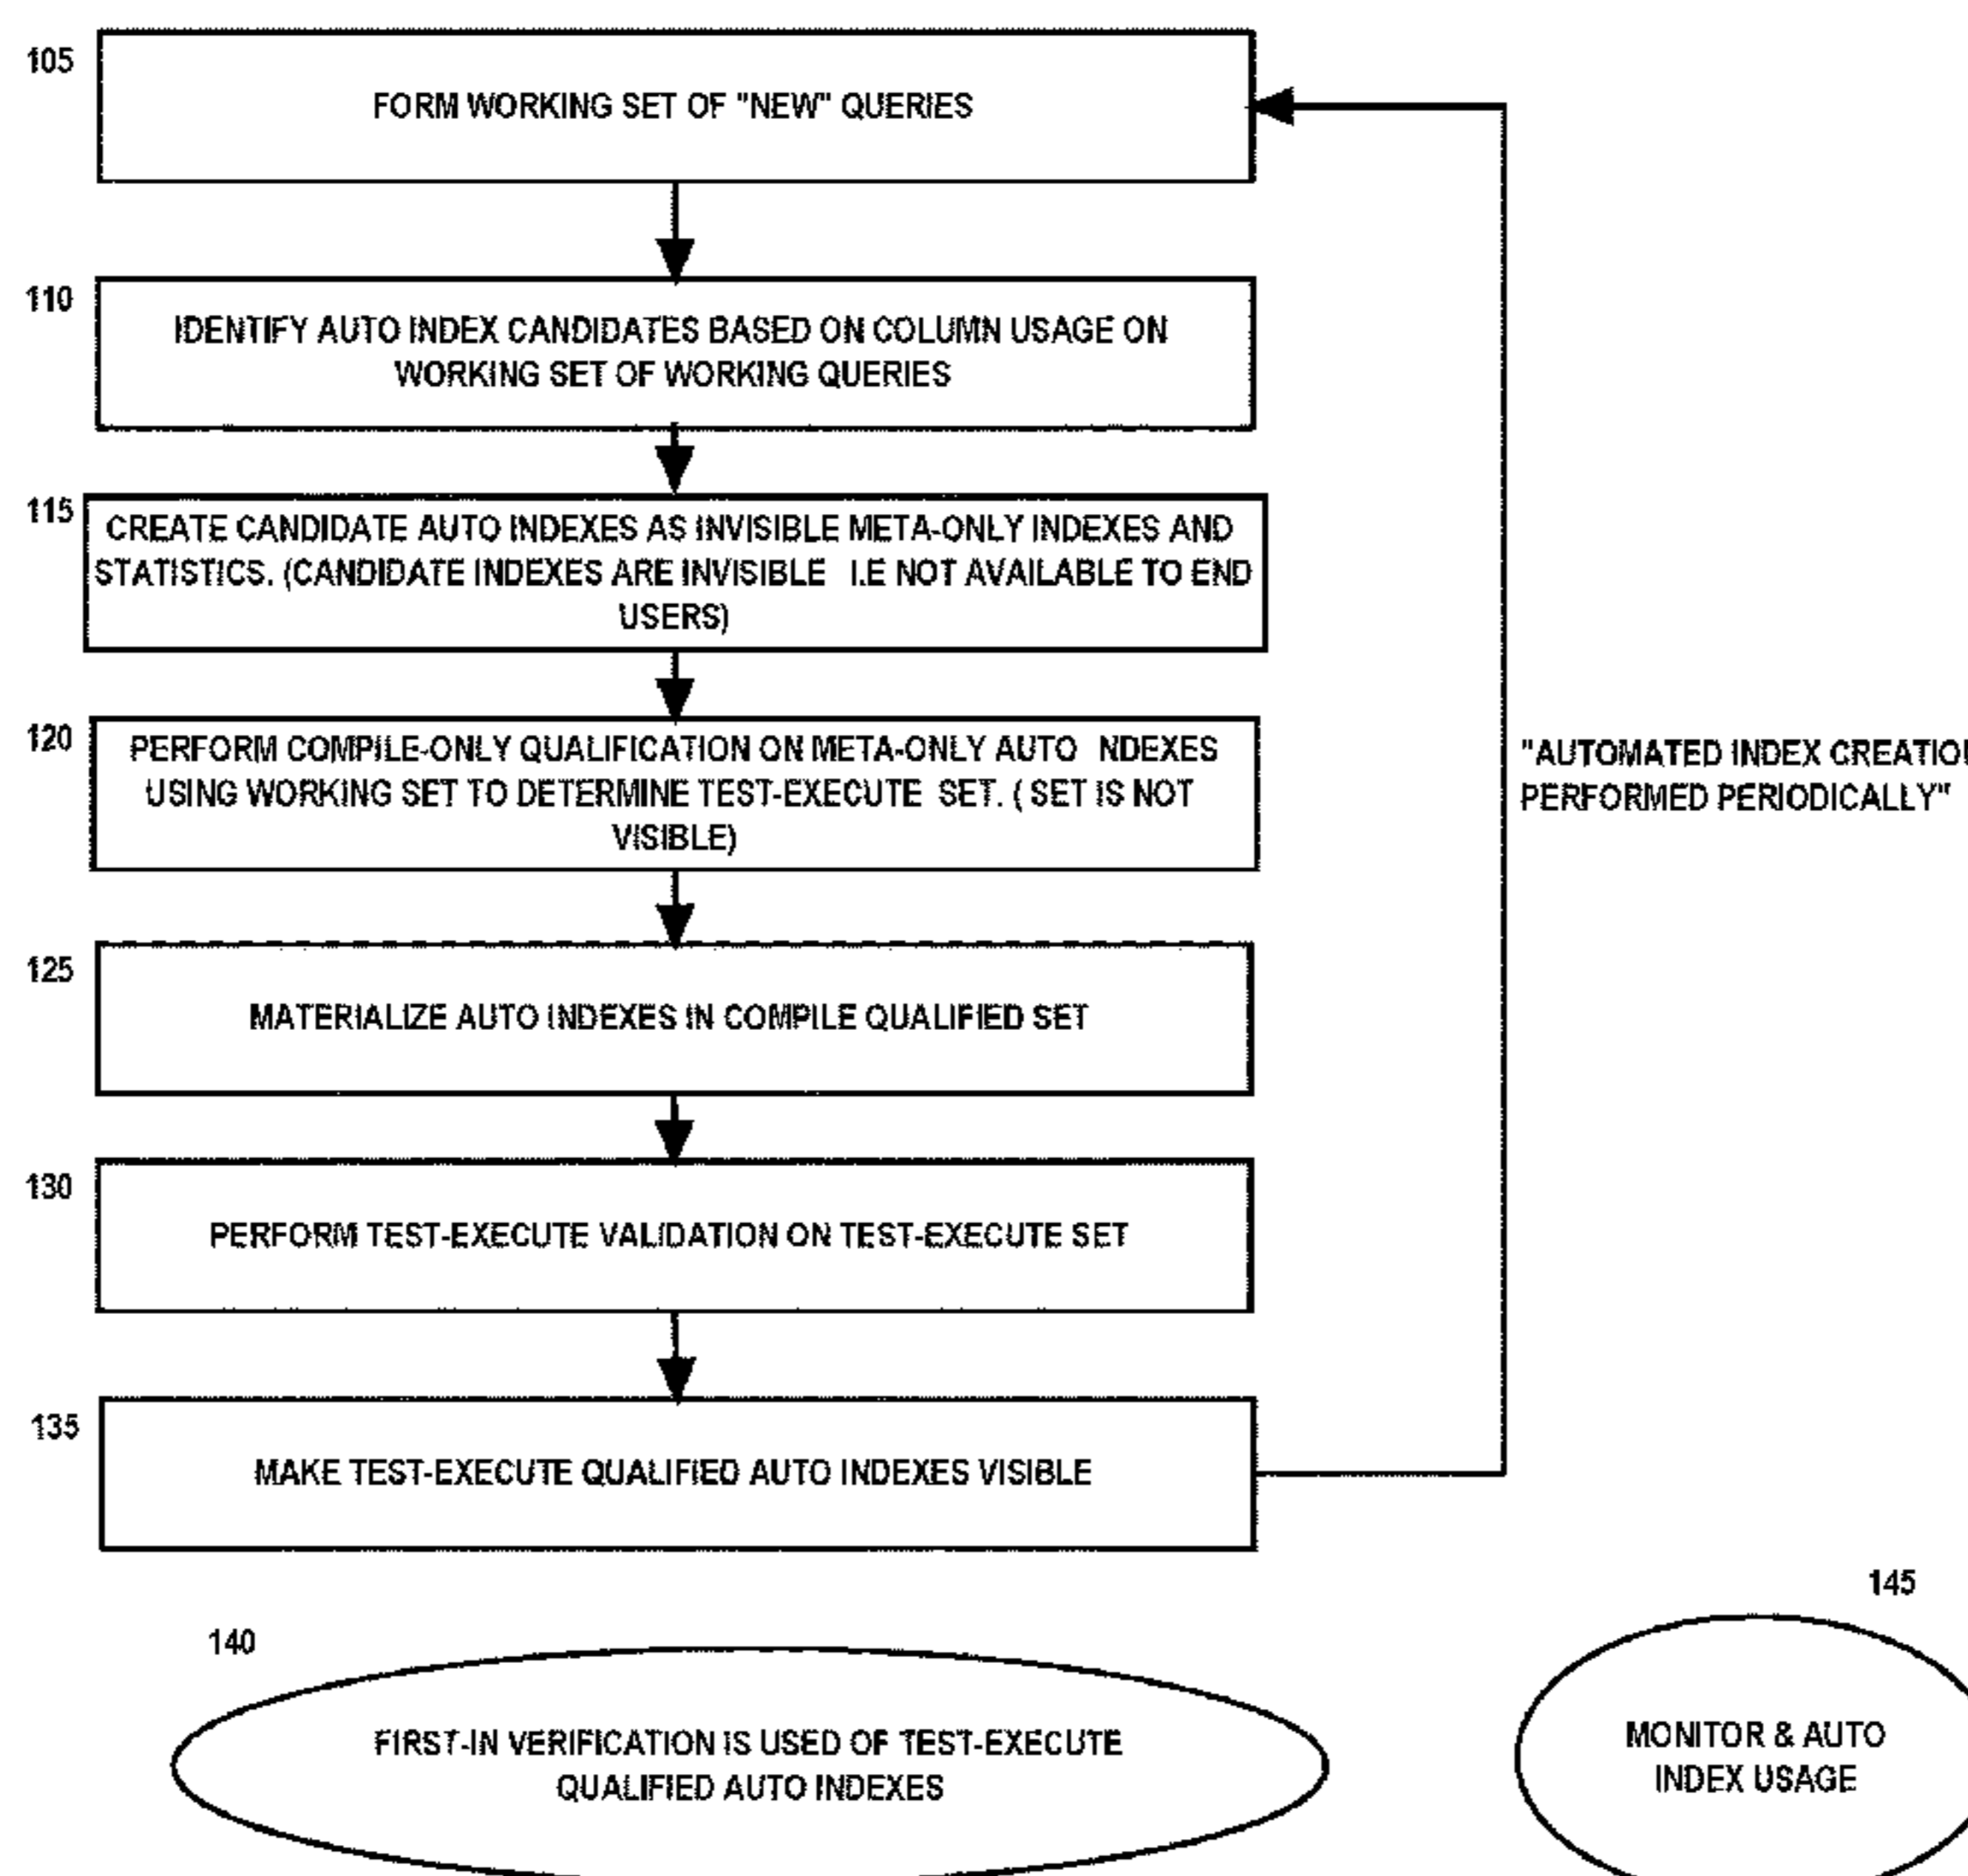 105
FORM WORKING SET OF "NEW" QUERIES
110
IDENTIFY AUTO INDEX CANDIDATES BASED ON COLUMN USAGE ON
WORKING SET OF WORKING QUERIES
115
CREATE CANDIDATE AUTO INDEXES AS INVISIBLE META-ONLY INDEXES AND
STATISTICS. (CANDIDATE INDEXES ARE INVISIBLE I.E NOT AVAILABLE TO END
USERS)
120
PERFORM COMPILE-ONLY QUALIFICATION ON META-ONLY AUTO NDEXES
USING WORKING SET TO DETERMINE TEST-EXECUTE SET. ( SET IS NOT
VISIBLE)
"AUTOMATED INDEX CREATION
PERFORMED PERIODICALLY"
125
MATERIALIZE AUTO INDEXES IN COMPILE QUALIFIED SET
130
PERFORM TEST-EXECUTE VALIDATION ON TEST-EXECUTE SET
135
MAKE TEST-EXECUTE QUALIFIED AUTO INDEXES VISIBLE
140
FIRST-IN VERIFICATION IS USED OF TEST-EXECUTE
QUALIFIED AUTO INDEXES
145
MONITOR & AUTO
INDEX USAGE